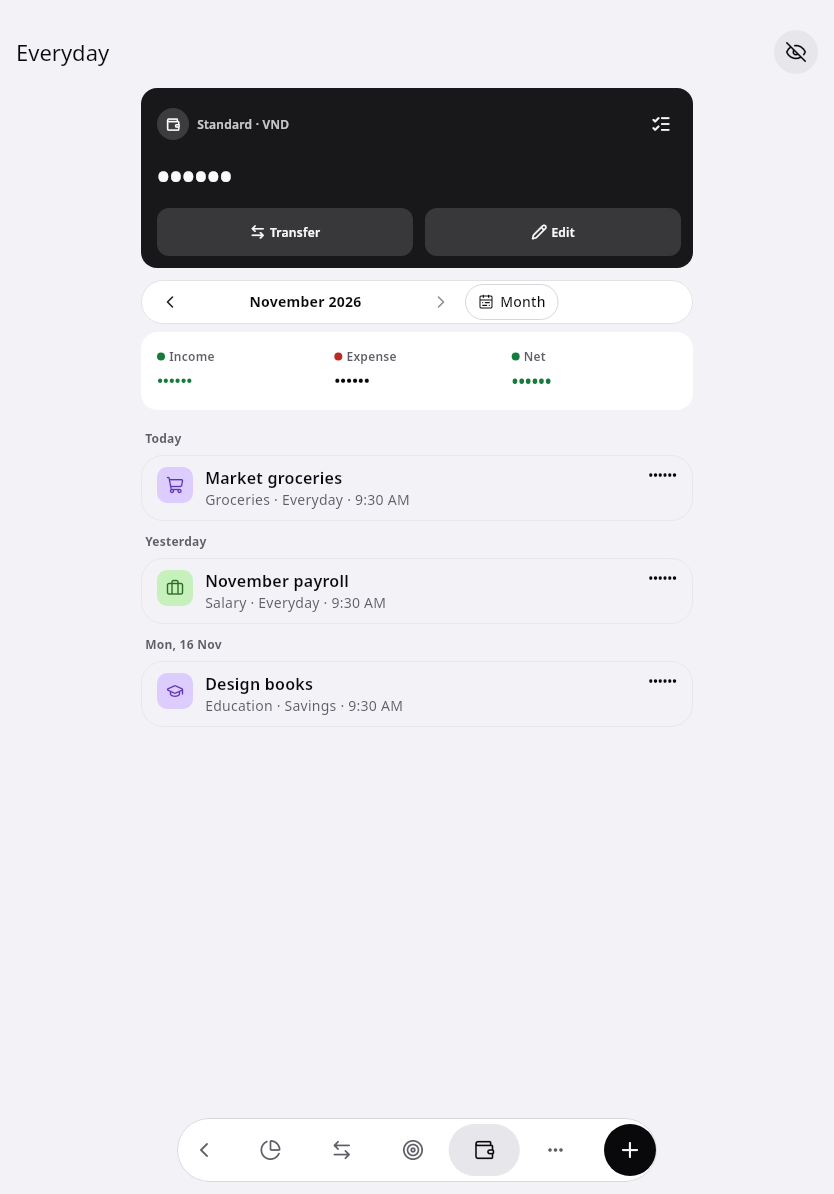 Everyday
Standard · VND
••••••
Transfer
Edit
November 2026
Month
Income
Expense
Net
••••••
••••••
••••••
Today
Market groceries
••••••
Groceries · Everyday · 9:30 AM
Yesterday
November payroll
••••••
Salary · Everyday · 9:30 AM
Mon, 16 Nov
Design books
••••••
Education · Savings · 9:30 AM